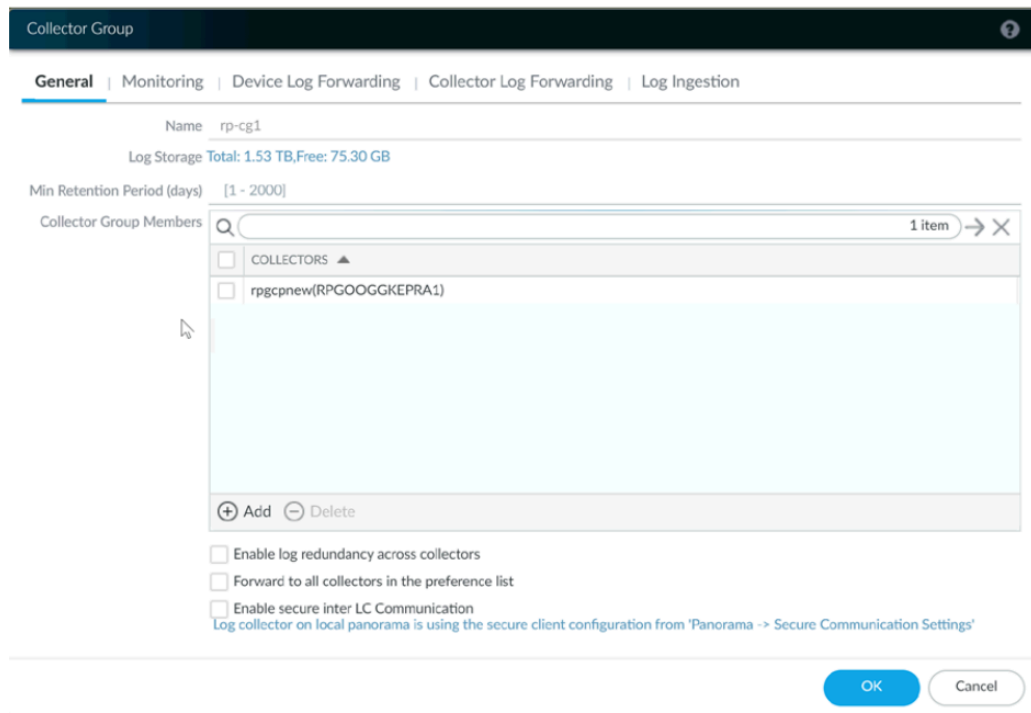 Collector Group
General | Monitoring | Device Log Forwarding | Collector Log Forwarding | Log Ingestion
Name rp-cg1
Log Storage Total: 1.53 TB,Free: 75.30 GB
Min Retention Period (days) [1 - 2000]
Collector Group Members 1 item
COLLECTORS
rpgcpnew(RPGOOGGKEPRA1)
Add Delete
Enable log redundancy across collectors
Forward to all collectors in the preference list
Enable secure inter LC Communication
Log collector on local panorama is using the secure client configuration from 'Panorama -> Secure Communication Settings'
OK Cancel